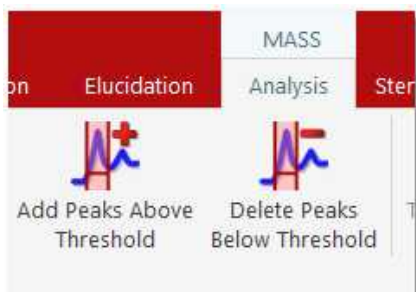 MASS
on Elucidation Analysis Ster
Add Peaks Above Delete Peaks
Threshold Below Threshold